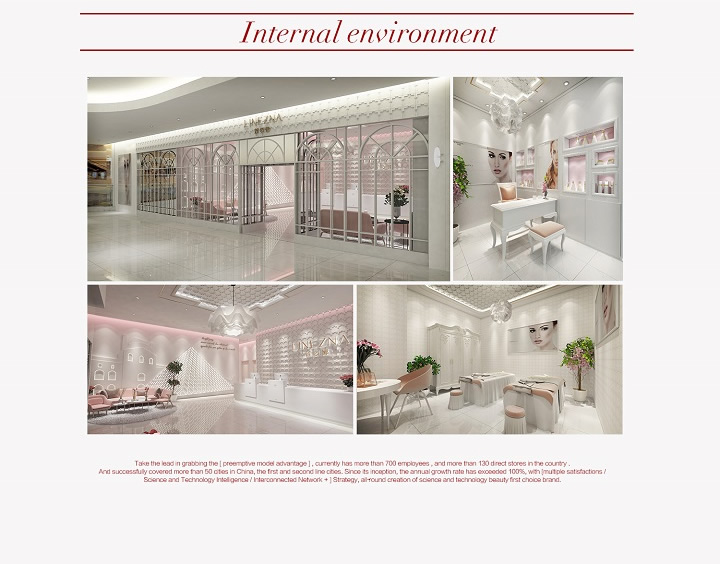 Internal environment
LINEZNA
LINEZNA
Take the lead in grabbing the [ preemptive model advantage ] , currently has more than 700 employees , and more than 130 direct stores in the country .
And successfully covered more than 50 cities in China, the first and second line cities. Since its inception, the annual growth rate has exceeded 100%, with [multiple satisfactions /
Science and Technology Intelligence / Interconnected Network + ] Strategy, all-round creation of science and technology beauty first choice brand.